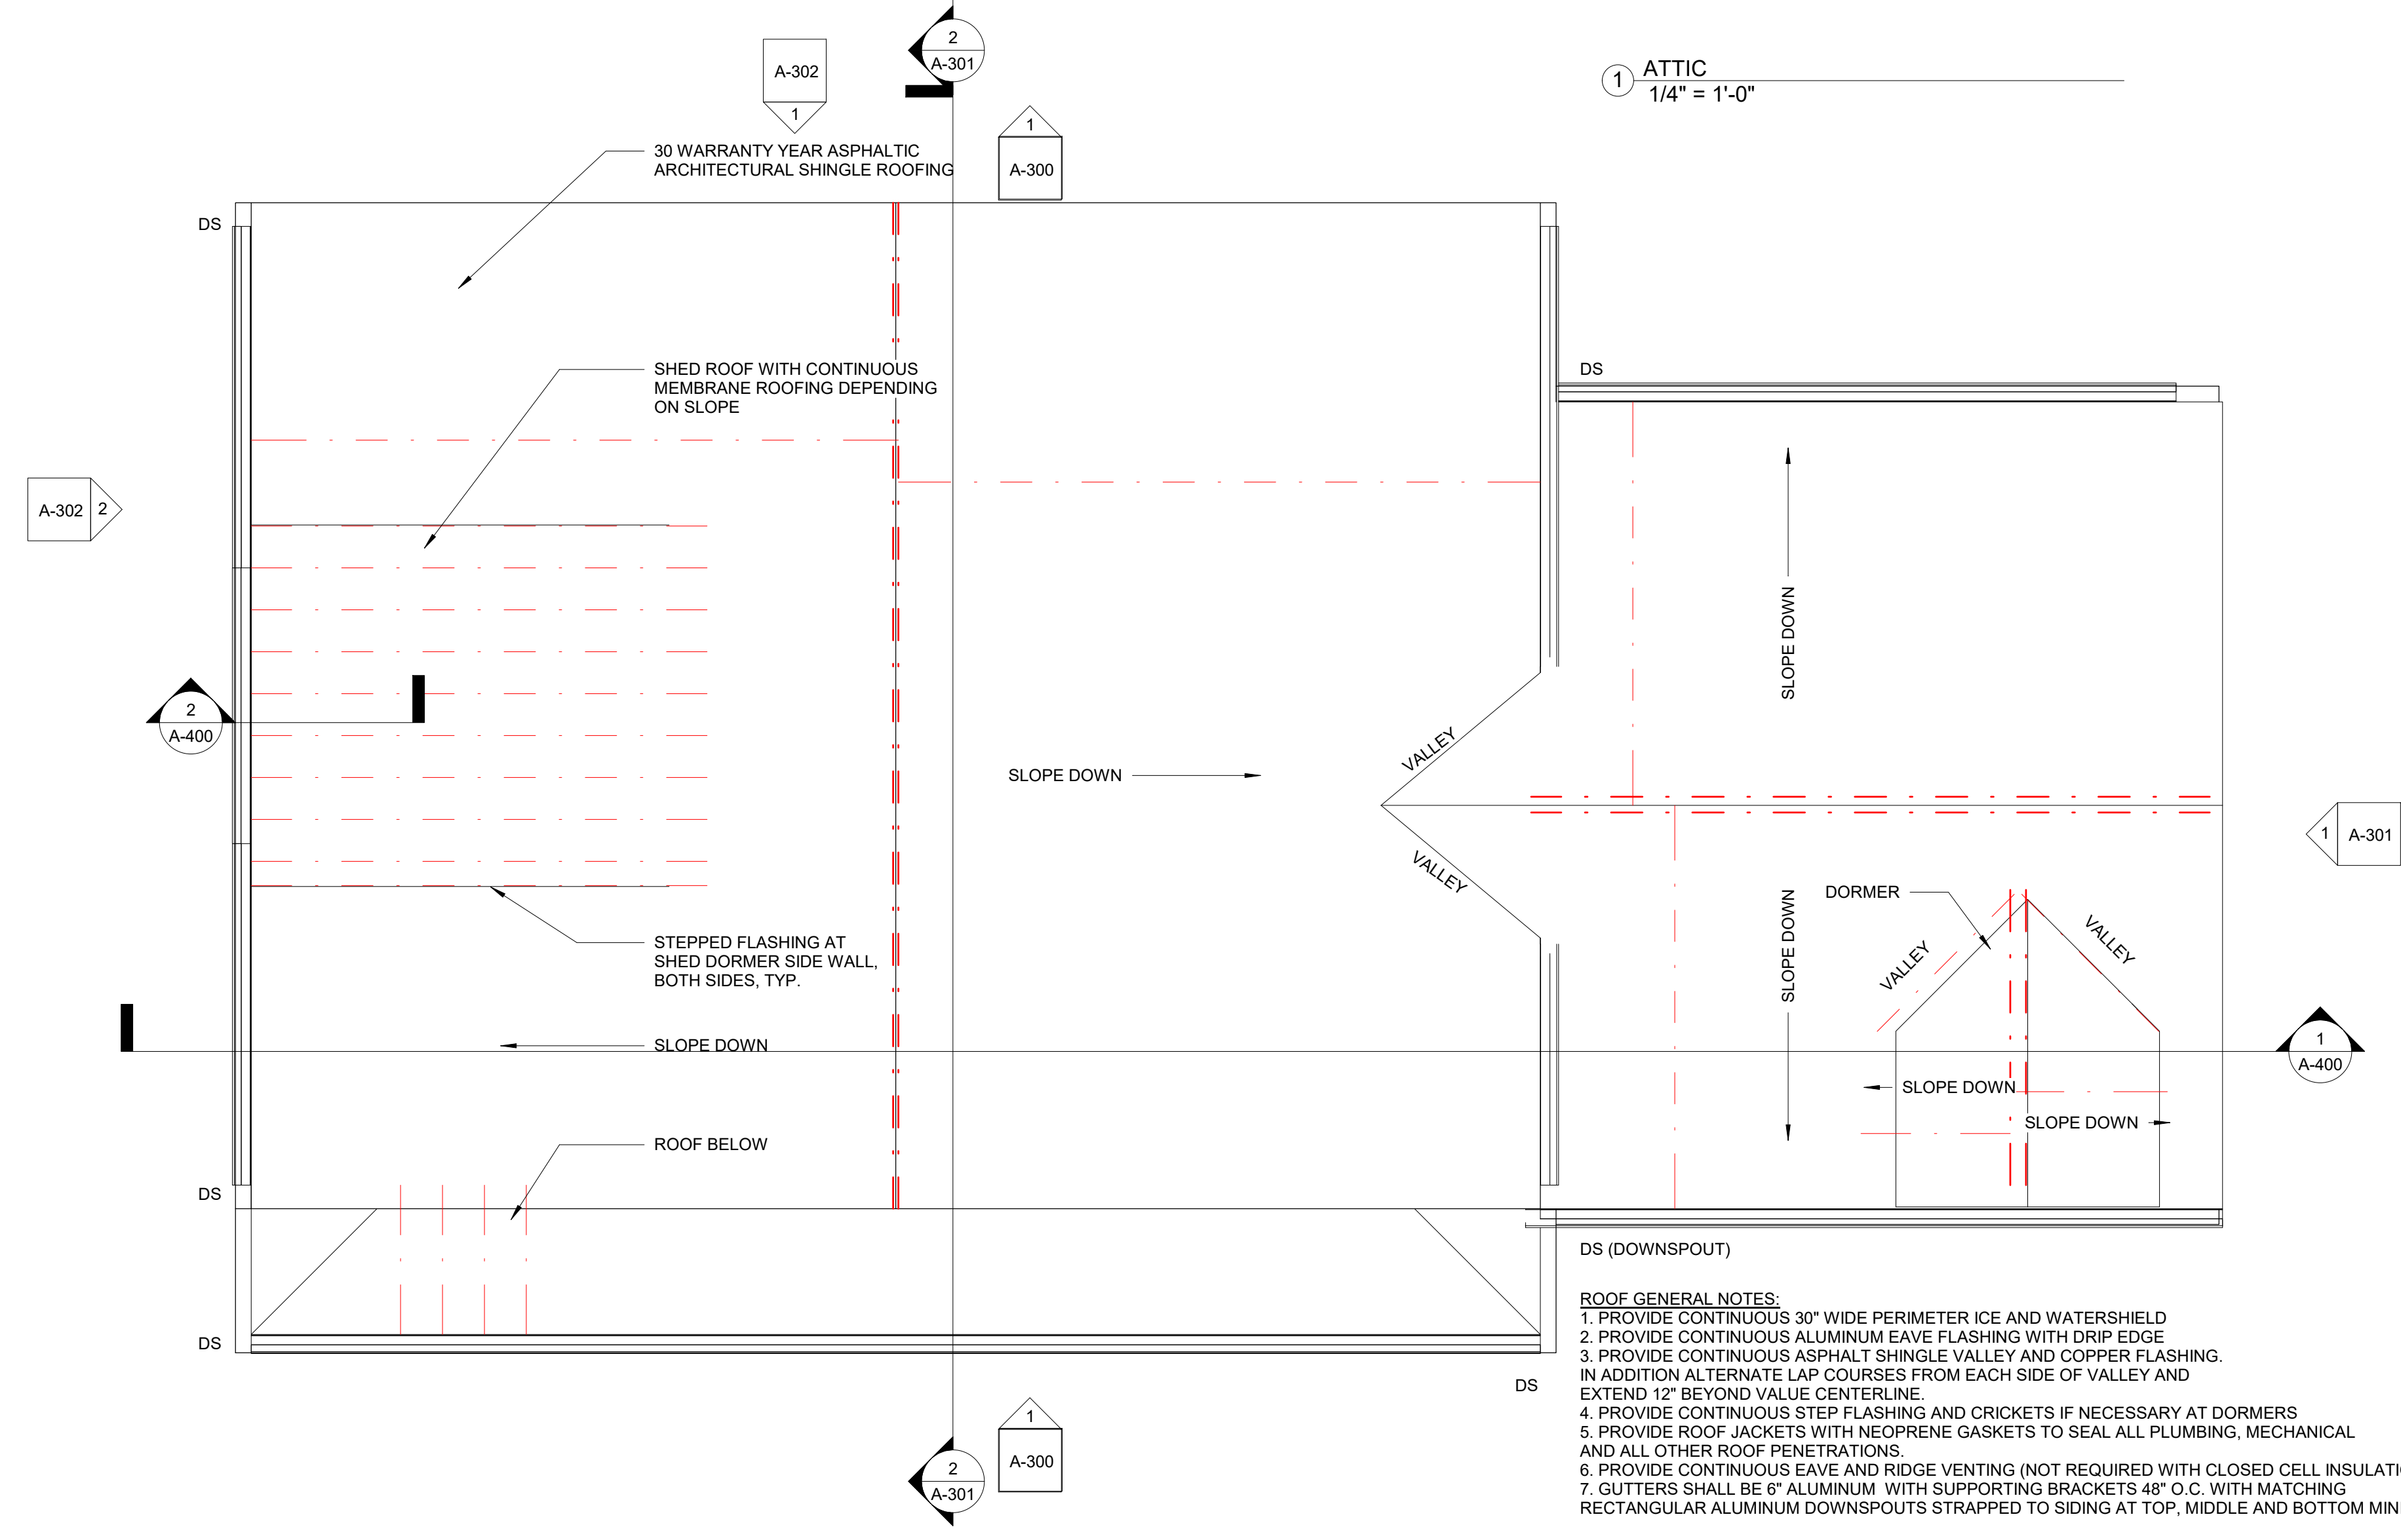 2
A-301
A-302
1
1
A-300
1 ATTIC
1/4" = 1'-0"
30 WARRANTY YEAR ASPHALTIC
ARCHITECTURAL SHINGLE ROOFING
DS
SHED ROOF WITH CONTINUOUS
MEMBRANE ROOFING DEPENDING
ON SLOPE
DS
A-302 2
SLOPE DOWN
2
A-400
VALLEY
SLOPE DOWN
1 A-301
VALLEY
DORMER
SLOPE DOWN
VALLEY
VALLEY
STEPPED FLASHING AT
SHED DORMER SIDE WALL,
BOTH SIDES, TYP.
SLOPE DOWN
1
A-400
SLOPE DOWN
SLOPE DOWN
ROOF BELOW
DS
DS
DS
DS (DOWNSPOUT)
1
A-300
2
A-301
ROOF GENERAL NOTES:
1. PROVIDE CONTINUOUS 30" WIDE PERIMETER ICE AND WATERSHIELD
2. PROVIDE CONTINUOUS ALUMINUM EAVE FLASHING WITH DRIP EDGE
3. PROVIDE CONTINUOUS ASPHALT SHINGLE VALLEY AND COPPER FLASHING.
IN ADDITION ALTERNATE LAP COURSES FROM EACH SIDE OF VALLEY AND
EXTEND 12" BEYOND VALUE CENTERLINE.
4. PROVIDE CONTINUOUS STEP FLASHING AND CRICKETS IF NECESSARY AT DORMERS
5. PROVIDE ROOF JACKETS WITH NEOPRENE GASKETS TO SEAL ALL PLUMBING, MECHANICAL
AND ALL OTHER ROOF PENETRATIONS.
6. PROVIDE CONTINUOUS EAVE AND RIDGE VENTING (NOT REQUIRED WITH CLOSED CELL
7. GUTTERS SHALL BE 6" ALUMINUM WITH SUPPORTING BRACKETS 48" O.C. WITH MATCHING
RECTANGULAR ALUMINUM DOWNSPOUTS STRAPPED TO SIDING AT TOP, MIDDLE AND BOTTOM